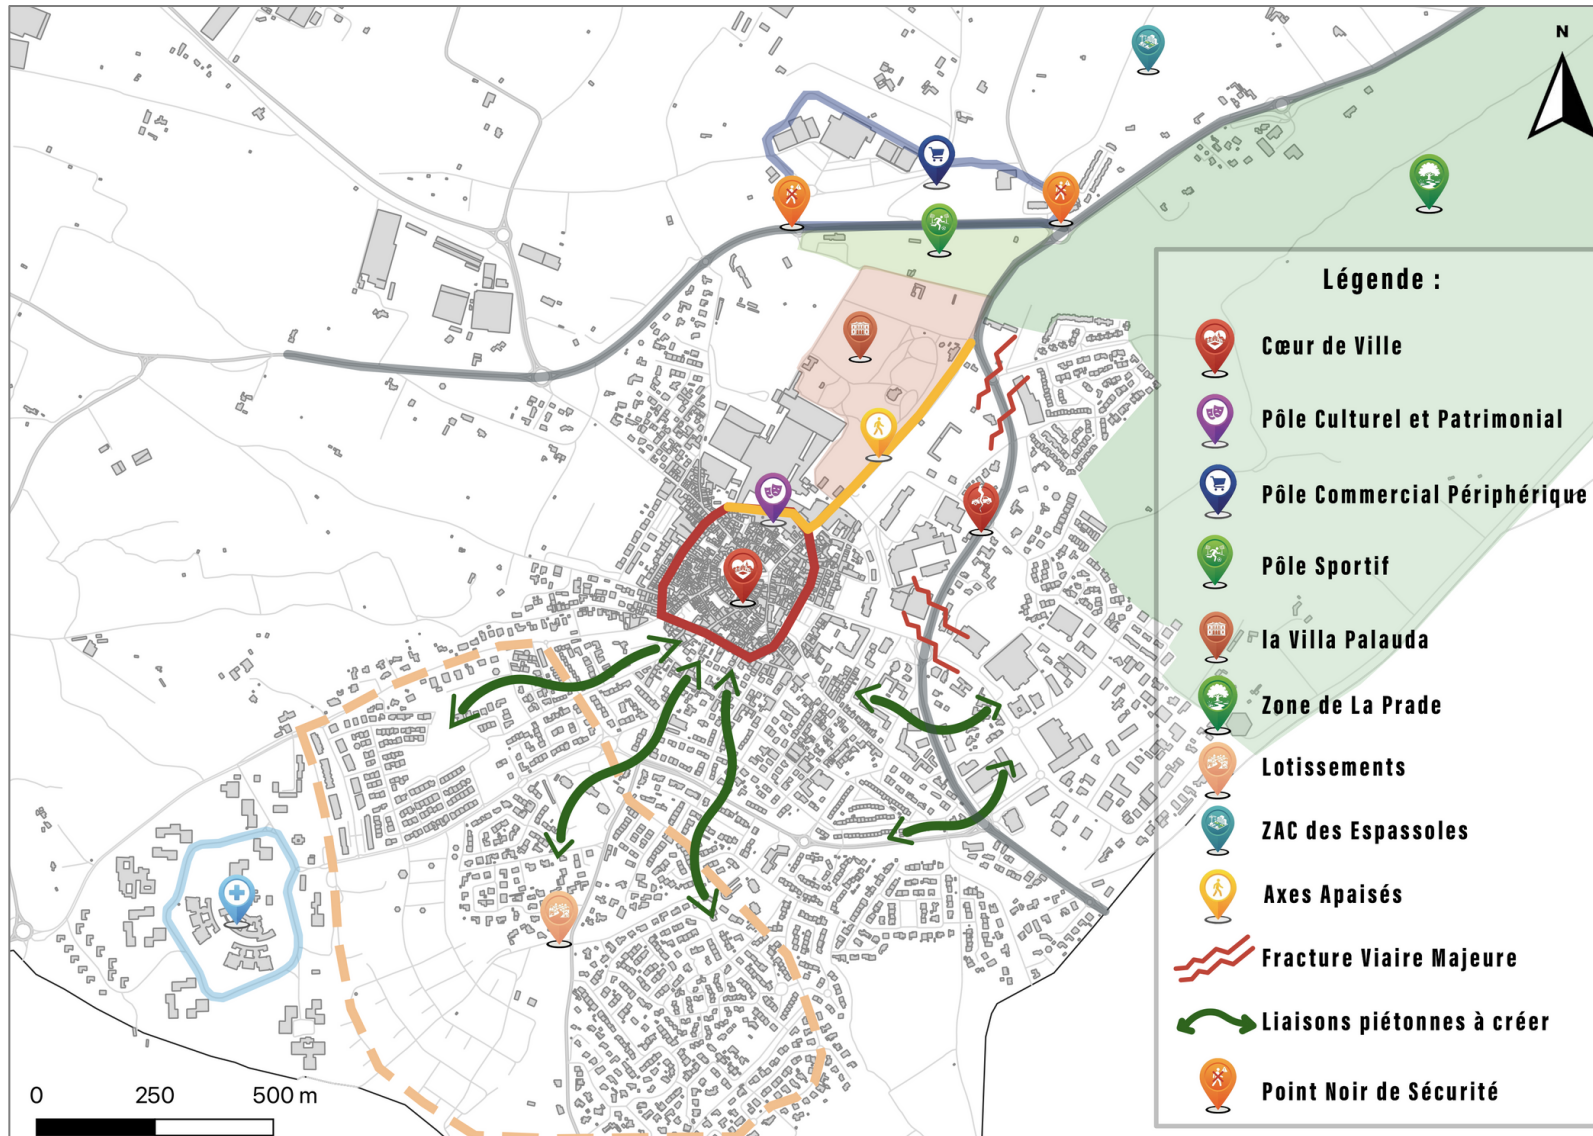 N
Légende :
Cœur de Ville
Pôle Culturel et Patrimonial
Pôle Commercial Périphérique
Pôle Sportif
la Villa Palauda
Zone de La Prade
Lotissements
ZAC des Espassoles
Axes Apaisés
Fracture Viaire Majeure
Liaisons piétonnes à créer
Point Noir de Sécurité
0 250 500 m